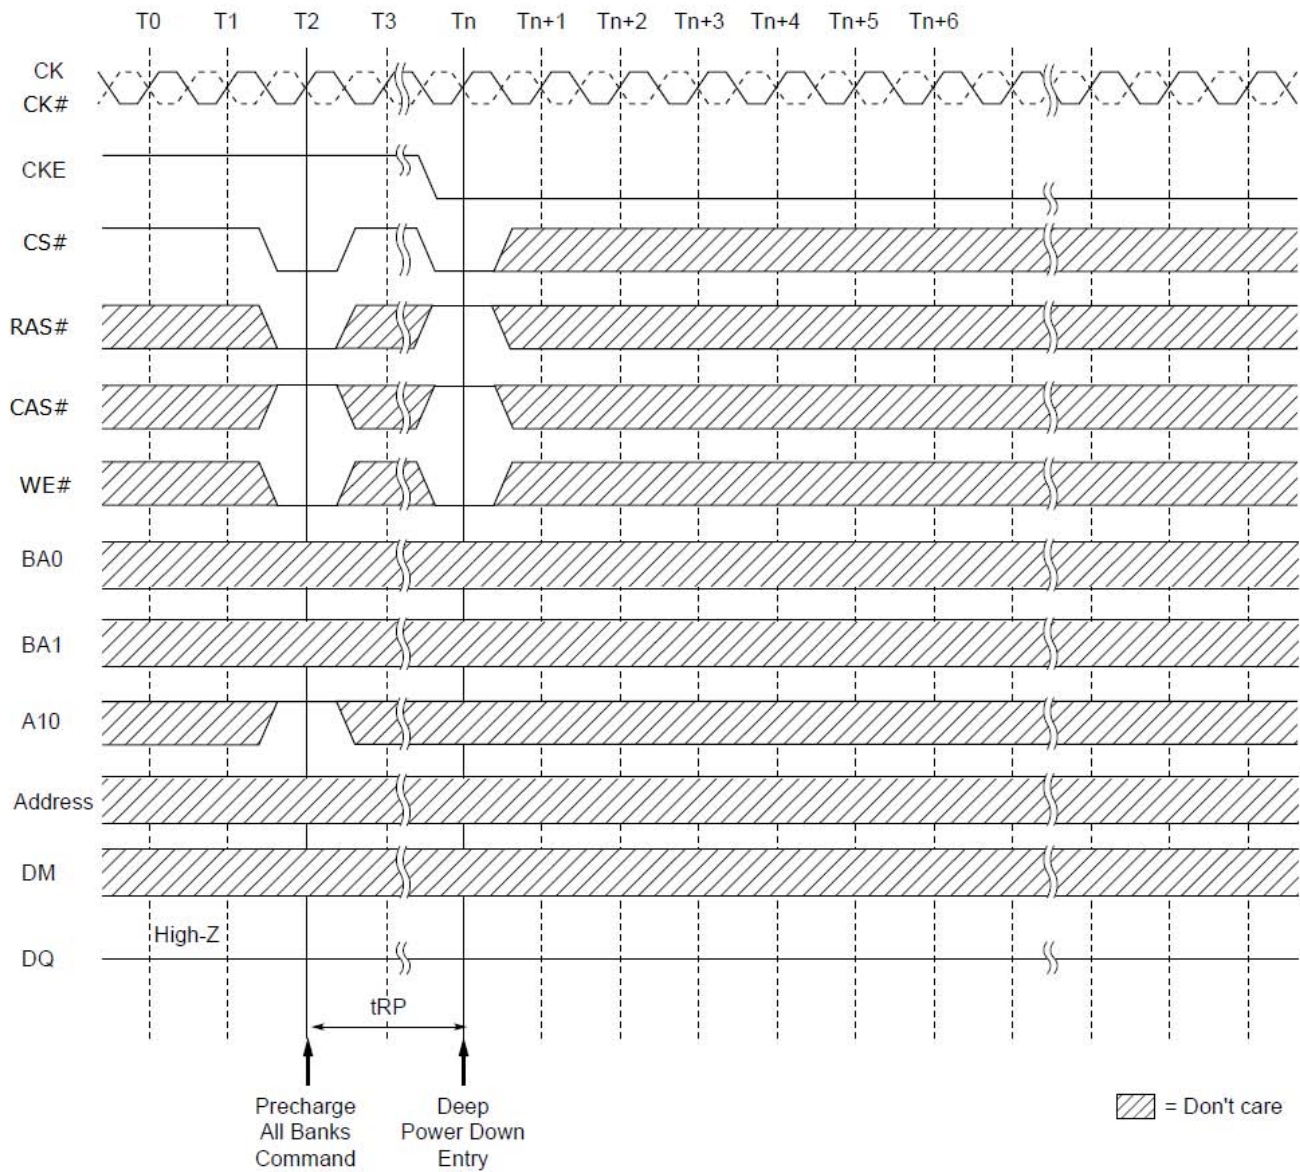 T0 T1 T2 T3 Tn Tn+1 Tn+2 Tn+3 Tn+4 Tn+5 Tn+6
CK
CK#
CKE
CS#
RAS#
CAS#
WE#
BA0
BA1
A10
Address
DM
High-Z
DQ
tRP
Precharge
All Banks
Command
Deep
Power Down
Entry
= Don't care